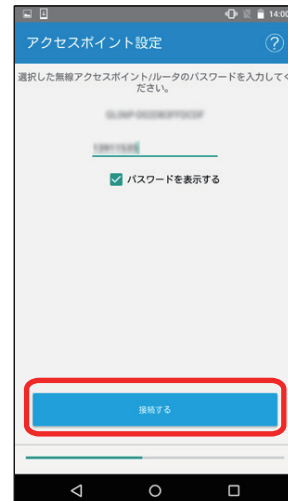 14:00
アクセスポイント設定
?
選択した無線アクセスポイント/ルータのパスワードを入力してく
ださい。
パスワードを表示する
接続する